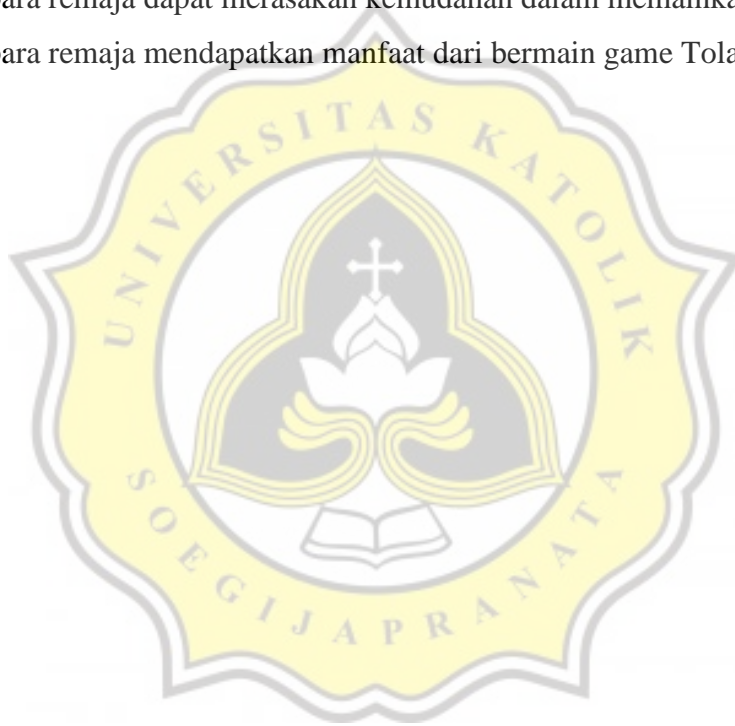 para remaja dapat merasakan kemudahan dalam memainka
para remaja mendapatkan manfaat dari bermain game Tola
UNIVERSITAS KATOLIK
SOEGIJAPRANATA